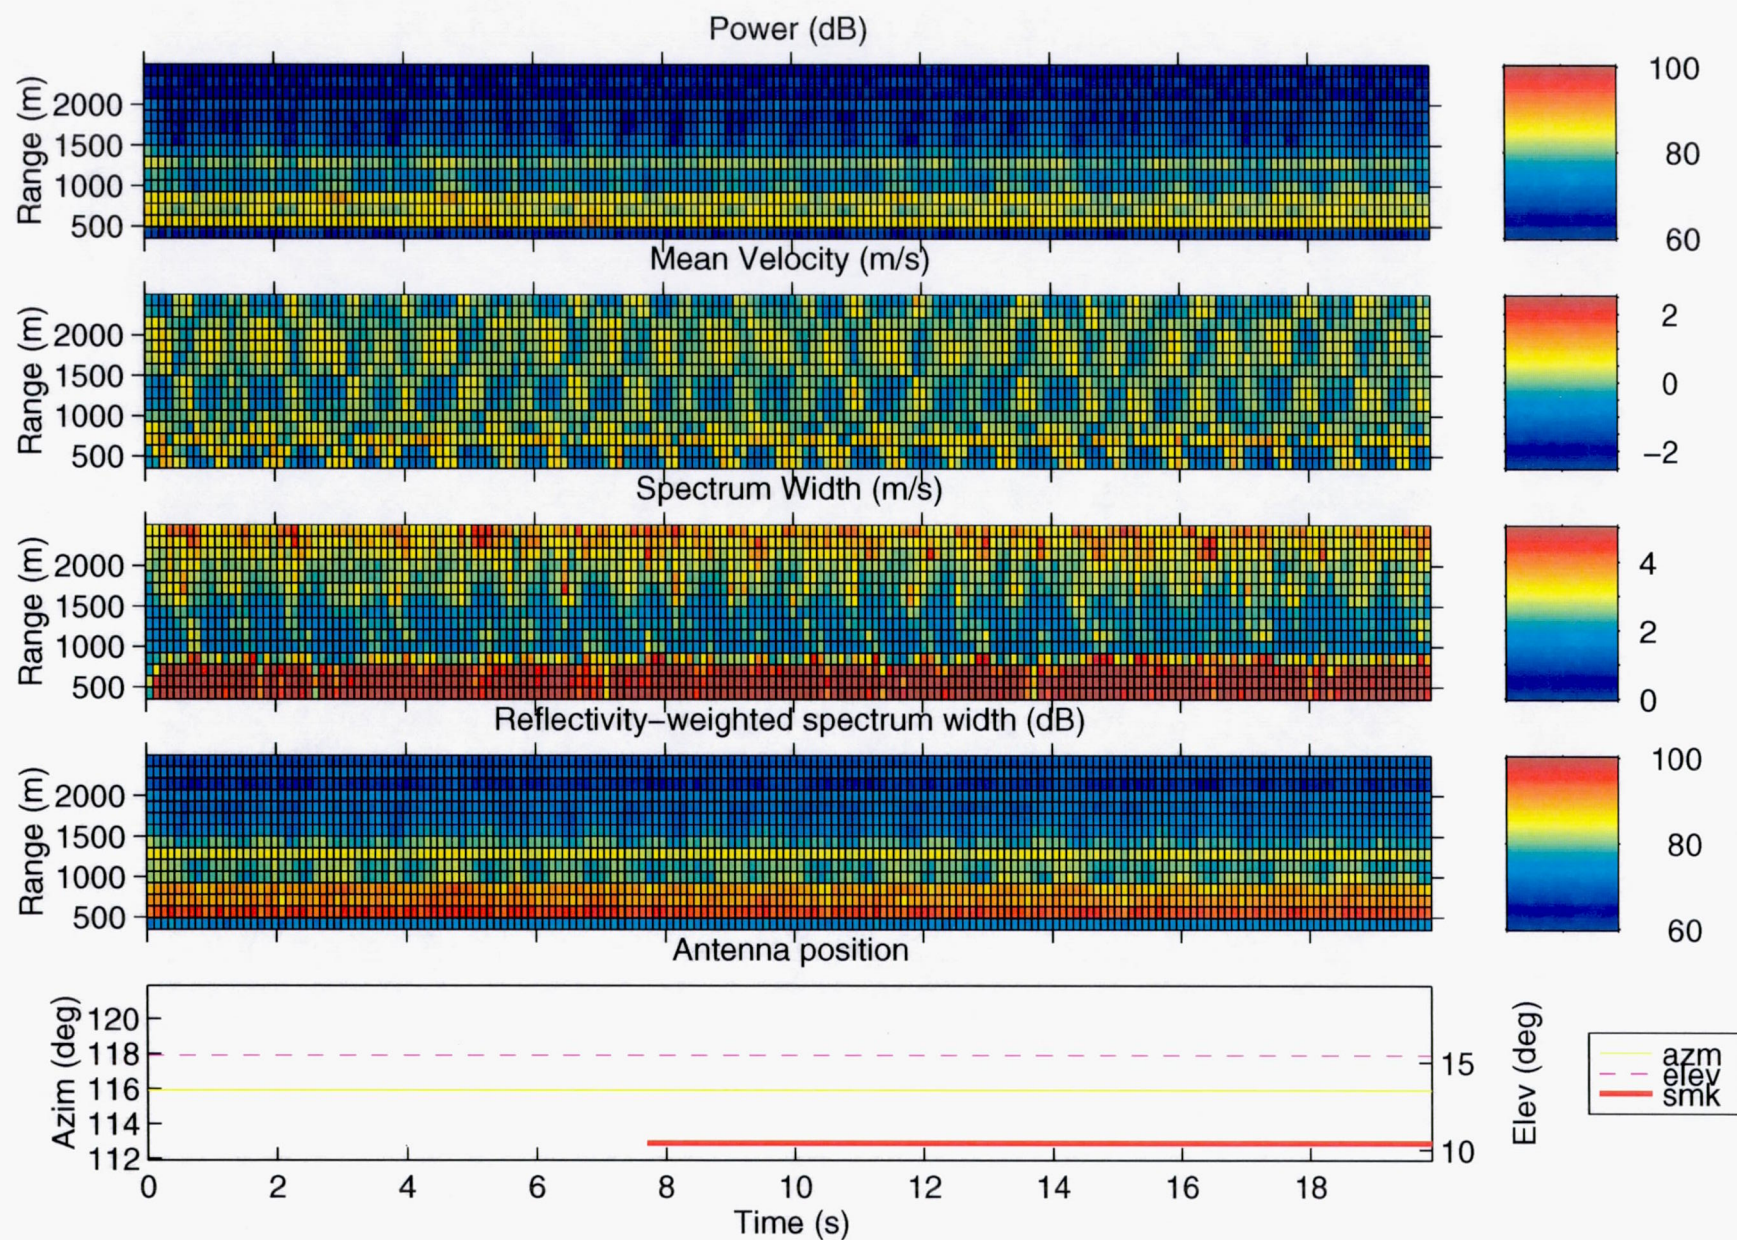 Power (dB)
Range (m)
2000
1500
1000
500
100
80
60
Mean Velocity (m/s)
Range (m)
2000
1500
1000
500
2
0
−2
Spectrum Width (m/s)
Range (m)
2000
1500
1000
500
4
2
0
Reflectivity−weighted spectrum width (dB)
Range (m)
2000
1500
1000
500
100
80
60
Antenna position
Azim (deg)
120
118
116
114
112
15
10
Elev (deg)
azm
elev
smk
0 2 4 6 8 10 12 14 16 18
Time (s)